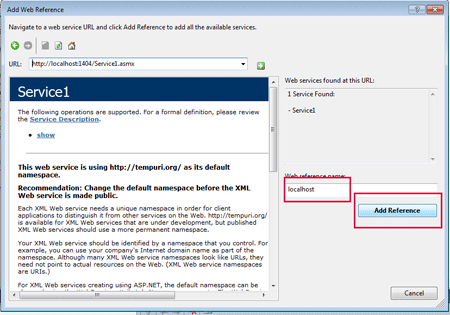 Add Web Reference
Navigate to a web service URL and click Add Reference to add all the available services.
URL: http://localhost:1404/Service1.asmx
Service1
The following operations are supported. For a formal definition, please review
the Service Description.
• show
This web service is using http://tempuri.org/ as its default
namespace.
Recommendation: Change the default namespace before the XML
Web service is made public.
Each XML Web service needs a unique namespace in order for client
applications to distinguish it from other services on the Web. http://tempuri.org/
is available for XML Web services that are under development, but published
XML Web services should use a more permanent namespace.
Your XML Web service should be identified by a namespace that you control. For
example, you can use your company's Internet domain name as part of the
namespace. Although many XML Web service namespaces look like URLs, they
need not point to actual resources on the Web. (XML Web service namespaces
are URIs.)
For XML Web services creating using ASP.NET, the default namespace can be
Web services found at this URL:
1 Service Found:
- Service1
Web reference name:
localhost
Add Reference
Cancel